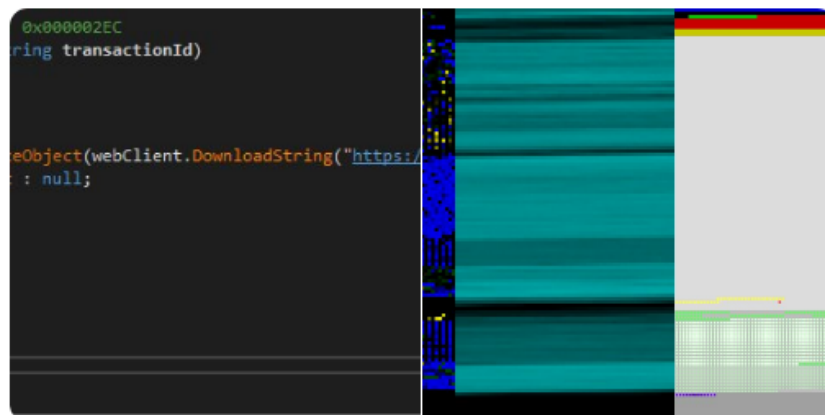 0x000002EC
ring transactionId)
eObject(webClient.DownloadString("https:/
: null;